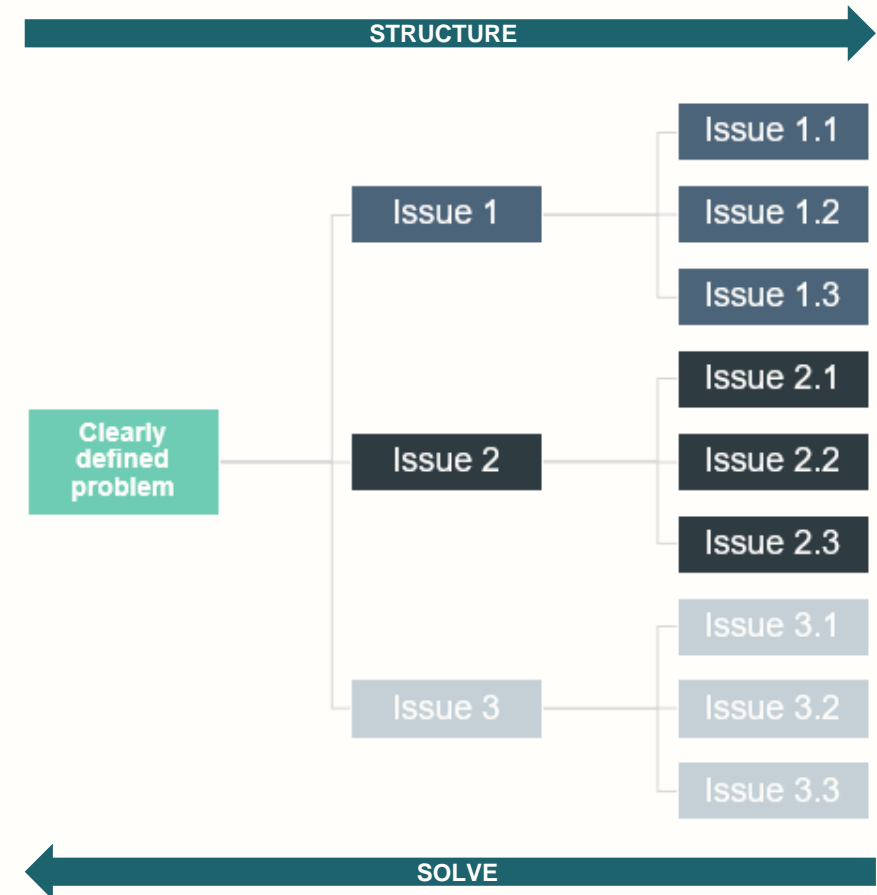 STRUCTURE
Issue 1.1
Issue 1
Issue 1.2
Issue 1.3
Issue 2.1
Clearly
defined
problem
Issue 2
Issue 2.2
Issue 2.3
Issue 3.1
Issue 3
Issue 3.2
Issue 3.3
SOLVE